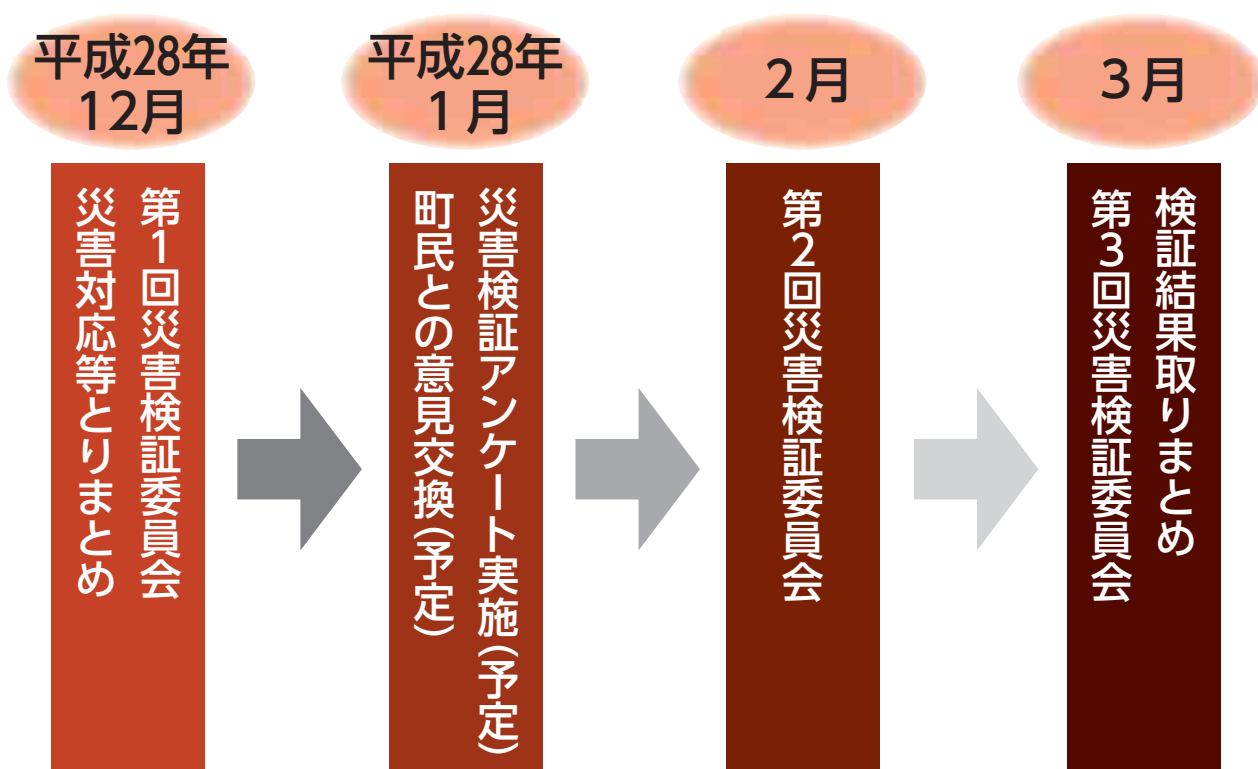 平成28年
12月
第1回災害検証委員会
災害対応等とりまとめ
平成28年
1月
災害検証アンケート実施(予定)
町民との意見交換(予定)
2月
第2回災害検証委員会
3月
検証結果取りまとめ
第3回災害検証委員会